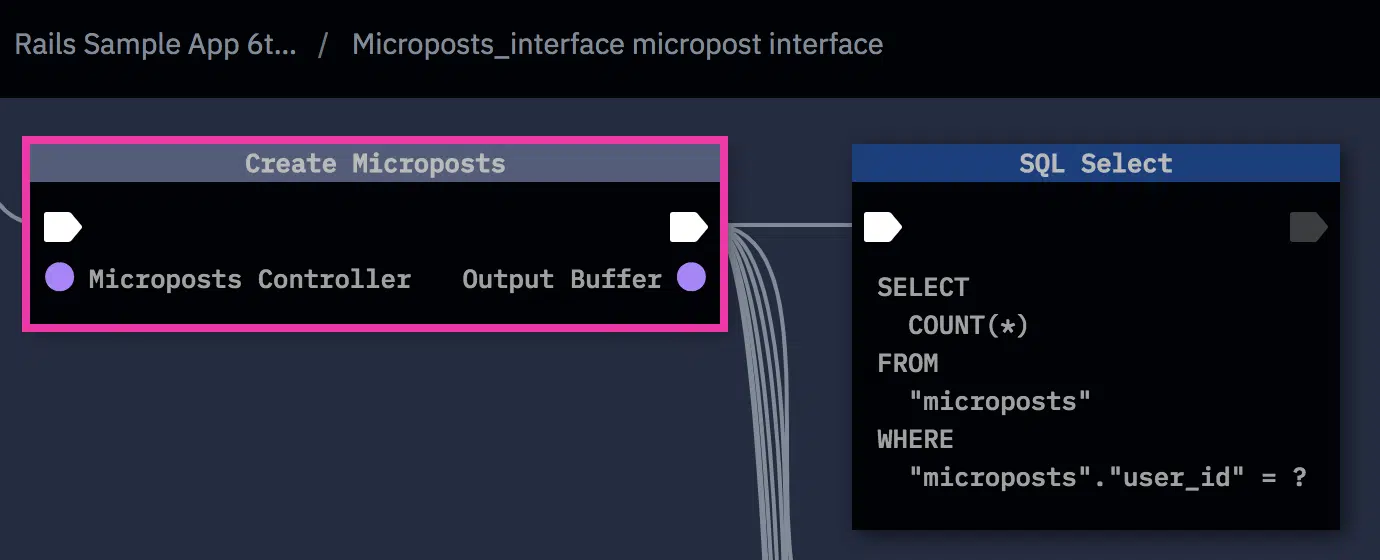 Rails Sample App 6t... / Microposts_interface micropost interface
Create Microposts
Microposts Controller Output Buffer
SQL Select
SELECT
COUNT(*)
FROM
"microposts"
WHERE
"microposts"."user_id" = ?